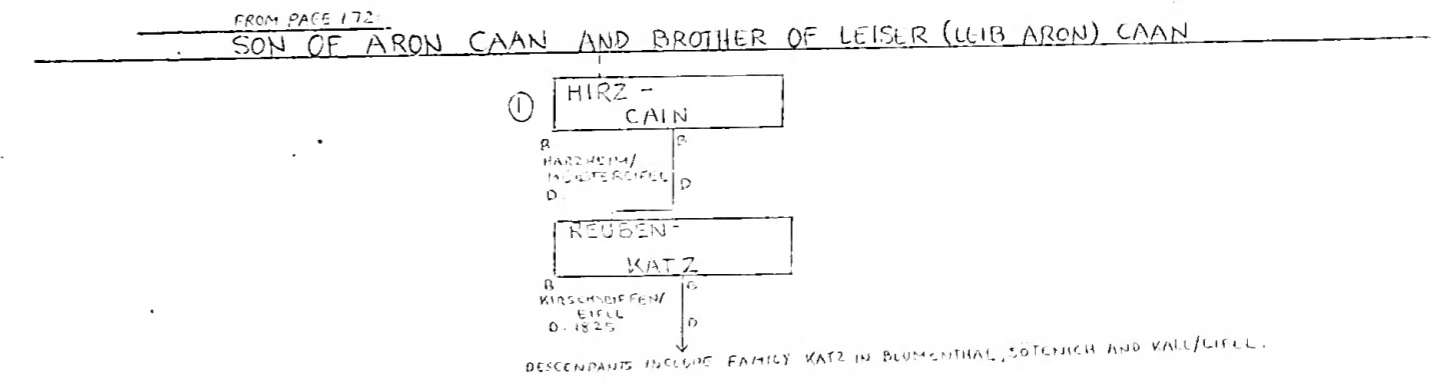 FROM PAGE 172:
SON OF ARON CAAN AND BROTHER OF LEISER (LEIB ARON) CAAN
① HIRZ -
CAIN
B B
HARZHEIM/
MÜNSTEREIFEL
D. D
REUBEN -
KATZ
B B
KIRSCHSEIFFEN/
EIFEL
D. 1825 D
DESCENDANTS INCLUDE FAMILY KATZ IN BLUMENTHAL, SÖTENICH AND KALL/EIFEL.